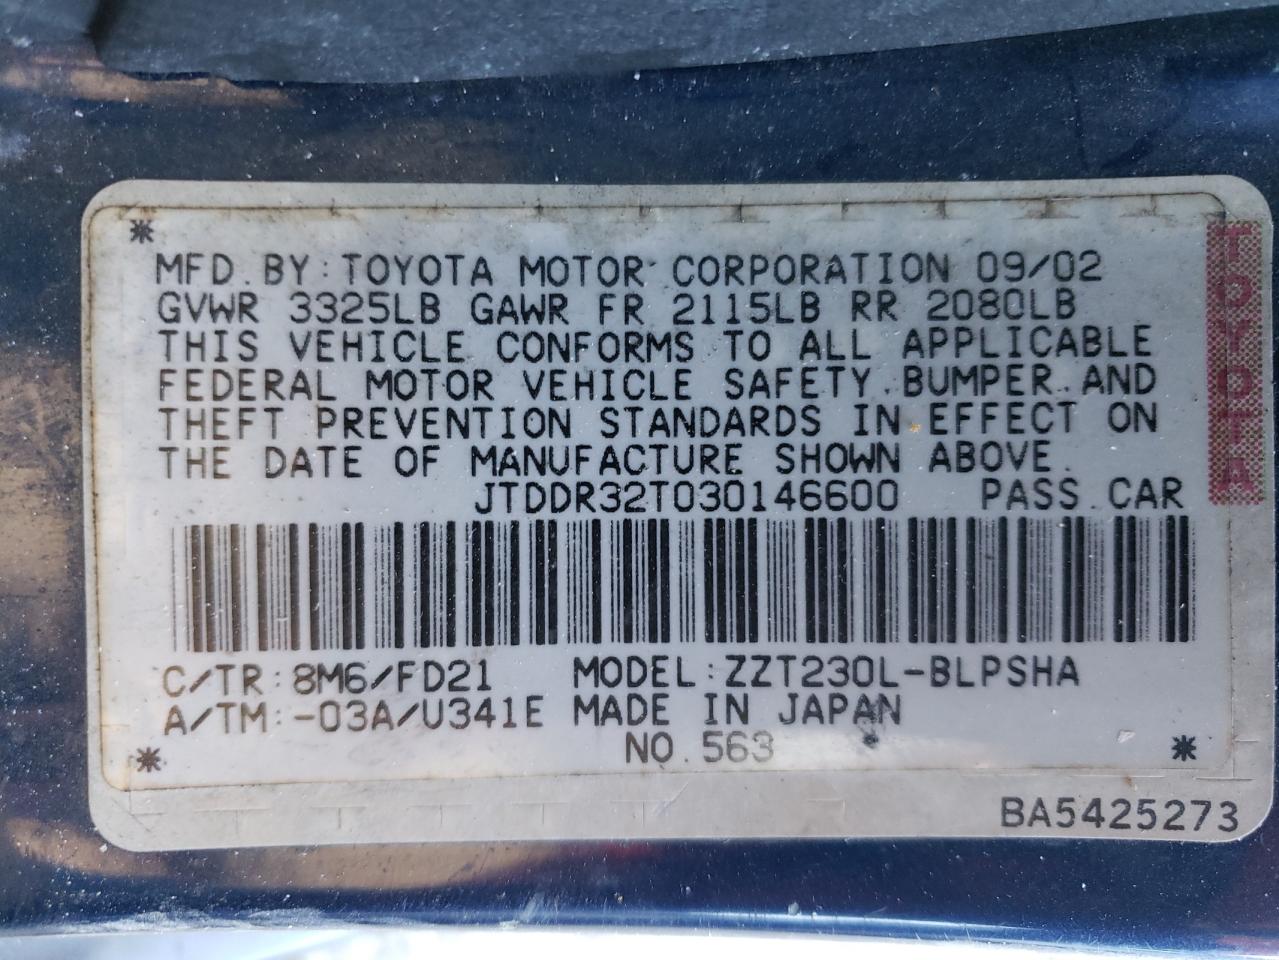 MFD. BY: TOYOTA MOTOR CORPORATION 09/02
GVWR 3325LB GAWR FR 2115LB RR 2080LB
THIS VEHICLE CONFORMS TO ALL APPLICABLE
FEDERAL MOTOR VEHICLE SAFETY, BUMPER, AND
THEFT PREVENTION STANDARDS IN EFFECT ON
THE DATE OF MANUFACTURE SHOWN ABOVE.
JTDDR32T030146600 PASS. CAR
C/TR: 8M6/FD21 MODEL: ZZT230L-BLPSHA
A/TM: -03A/U341E MADE IN JAPAN
NO. 563
BA5425273
TOYOTA